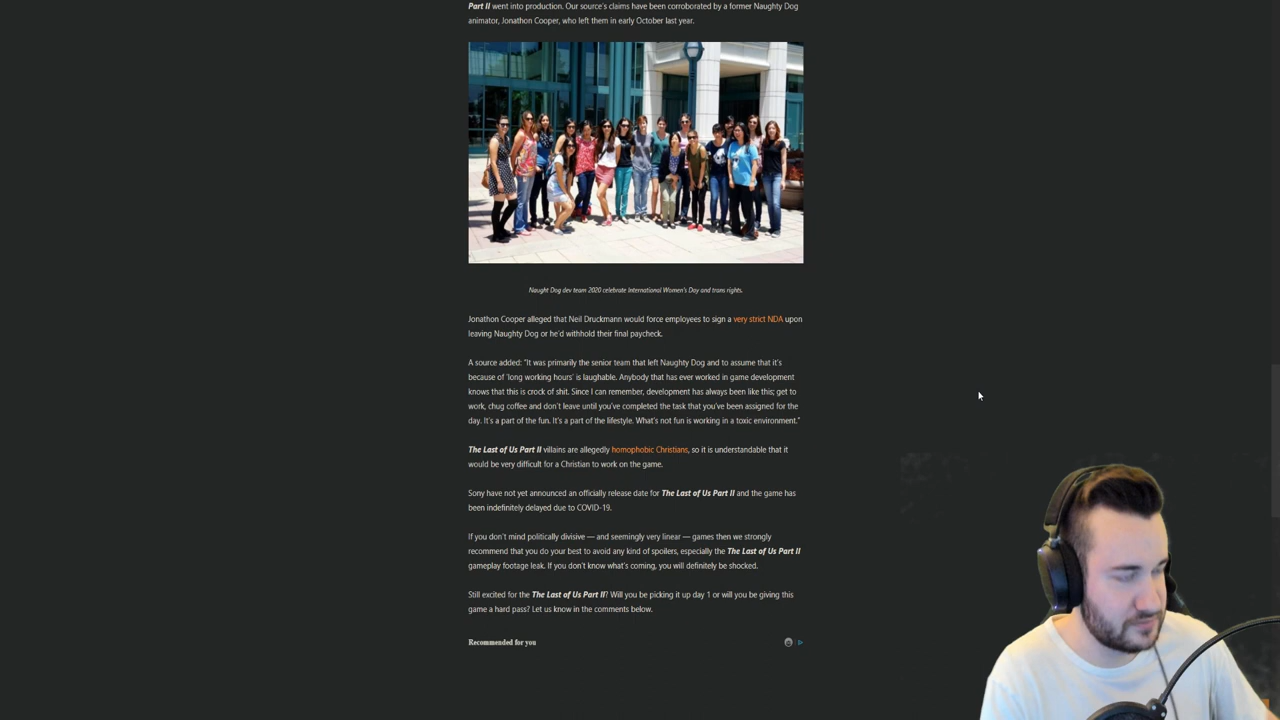 Part II went into production. Our source's claims have been corroborated by a former Naughty Dog
animator, Jonathon Cooper, who left them in early October last year.
Naught Dog dev team 2020 celebrate International Women's Day and trans rights.
Jonathon Cooper alleged that Neil Druckmann would force employees to sign a very strict NDA upon
leaving Naughty Dog or he'd withhold their final paycheck.
A source added: "It was primarily the senior team that left Naughty Dog and to assume that it's
because of 'long working hours' is laughable. Anybody that has ever worked in game development
knows that this is crock of shit. Since I can remember, development has always been like this; get to
work, chug coffee and don't leave until you've completed the task that you've been assigned for the
day. It's a part of the fun. It's a part of the lifestyle. What's not fun is working in a toxic environment."
The Last of Us Part II villains are allegedly homophobic Christians, so it is understandable that it
would be very difficult for a Christian to work on the game.
Sony have not yet announced an officially release date for The Last of Us Part II and the game has
been indefinitely delayed due to COVID-19.
If you don't mind politically divisive — and seemingly very linear — games then we strongly
recommend that you do your best to avoid any kind of spoilers, especially the The Last of Us Part II
gameplay footage leak. If you don't know what's coming, you will definitely be shocked.
Still excited for the The Last of Us Part II? Will you be picking it up day 1 or will you be giving this
game a hard pass? Let us know in the comments below.
Recommended for you